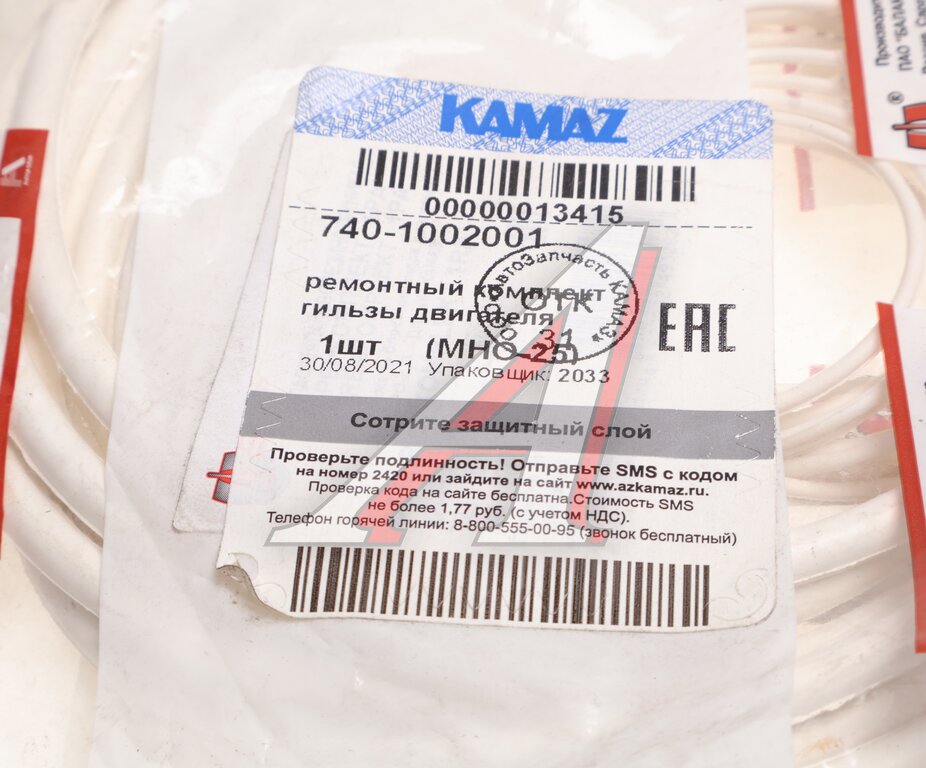 KAMAZ
00000013415
740-1002001
ремонтный комплект
гильзы двигателя
1шт (МНО-25)
30/08/2021 Упаковщик: 2033
АвтоЗапчасть КАМАЗ»
ОТК
31
EAC
Сотрите защитный слой
Проверьте подлинность! Отправьте SMS с кодом
на номер 2420 или зайдите на сайт www.azkamaz.ru.
Проверка кода на сайте бесплатна.Стоимость SMS
не более 1,77 руб. (с учетом НДС).
Телефон горячей линии: 8-800-555-00-95 (звонок бесплатный)
ПАО
®